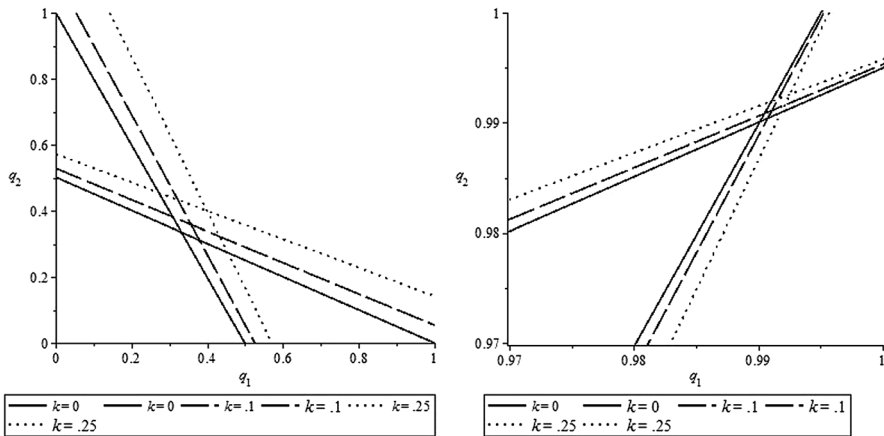 1
0.8
0.6
q2
0.4
0.2
0
0 0.2 0.4 0.6 0.8 1
q1
k = 0 k = 0 k = .1 k = .1 k = .25
k = .25
1
0.99
q2
0.98
0.97
0.97 0.98 0.99 1
q1
k = 0 k = 0 k = .1 k = .1
k = .25 k = .25